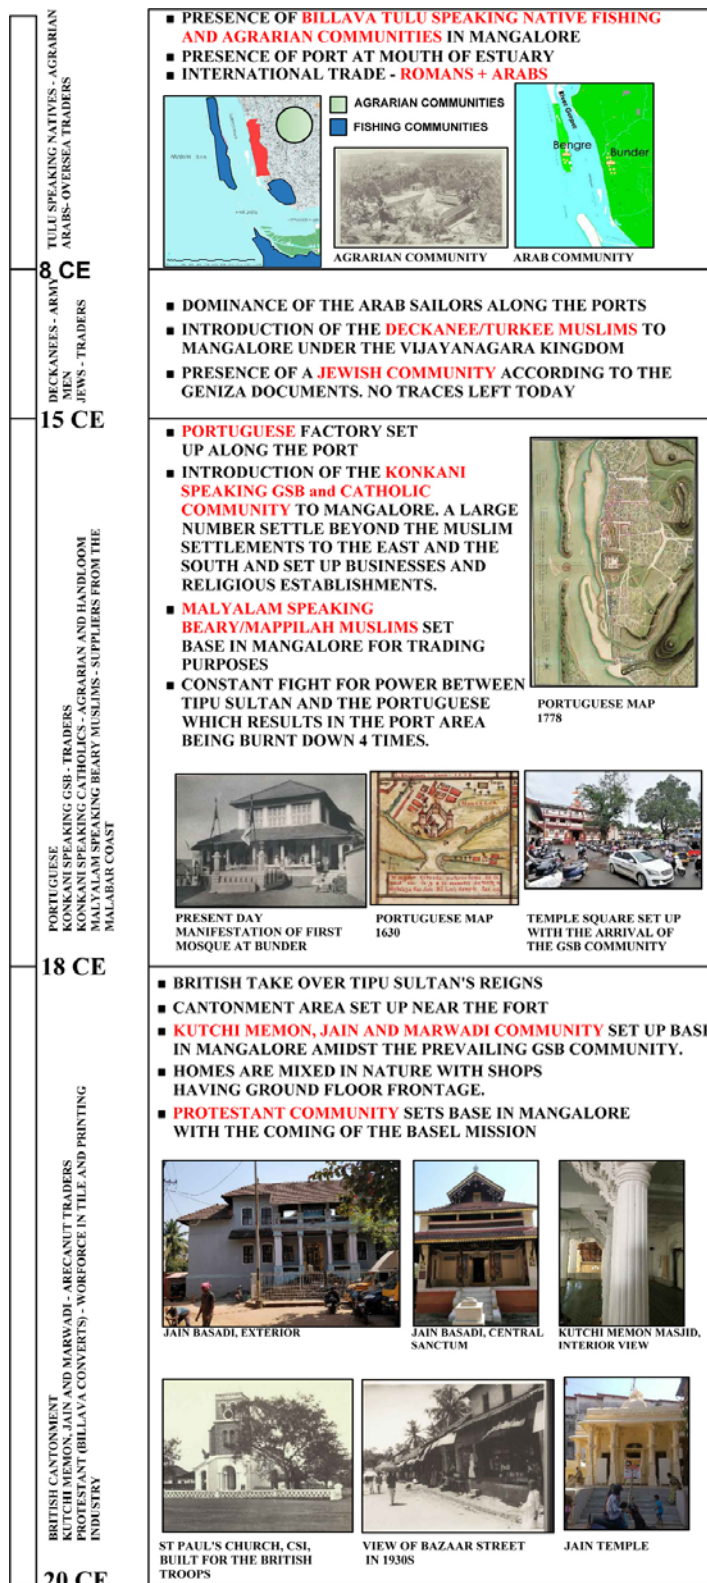 TULU SPEAKING NATIVES - AGRARIAN
ARABS- OVERSEA TRADERS
■ PRESENCE OF BILLAVA TULU SPEAKING NATIVE FISHING
AND AGRARIAN COMMUNITIES IN MANGALORE
■ PRESENCE OF PORT AT MOUTH OF ESTUARY
■ INTERNATIONAL TRADE - ROMANS + ARABS
AGRARIAN COMMUNITIES
FISHING COMMUNITIES
Bengre
Bunder
AGRARIAN COMMUNITY
ARAB COMMUNITY
8 CE
DECKANEES - ARMY
MEN
JEWS - TRADERS
■ DOMINANCE OF THE ARAB SAILORS ALONG THE PORTS
■ INTRODUCTION OF THE DECKANEE/TURKEE MUSLIMS TO
MANGALORE UNDER THE VIJAYANAGARA KINGDOM
■ PRESENCE OF A JEWISH COMMUNITY ACCORDING TO THE
GENIZA DOCUMENTS. NO TRACES LEFT TODAY
15 CE
PORTUGUESE
KONKANI SPEAKING GSB - TRADERS
KONKANI SPEAKING CATHOLICS - AGRARIAN AND HANDLOOM
MALYALAM SPEAKING BEARY MUSLIMS - SUPPLIERS FROM THE
MALABAR COAST
■ PORTUGUESE FACTORY SET
UP ALONG THE PORT
■ INTRODUCTION OF THE KONKANI
SPEAKING GSB and CATHOLIC
COMMUNITY TO MANGALORE. A LARGE
NUMBER SETTLE BEYOND THE MUSLIM
SETTLEMENTS TO THE EAST AND THE
SOUTH AND SET UP BUSINESSES AND
RELIGIOUS ESTABLISHMENTS.
■ MALYALAM SPEAKING
BEARY/MAPPILAH MUSLIMS SET
BASE IN MANGALORE FOR TRADING
PURPOSES
■ CONSTANT FIGHT FOR POWER BETWEEN
TIPU SULTAN AND THE PORTUGUESE
WHICH RESULTS IN THE PORT AREA
BEING BURNT DOWN 4 TIMES.
PORTUGUESE MAP
1778
PRESENT DAY
MANIFESTATION OF FIRST
MOSQUE AT BUNDER
PORTUGUESE MAP
1630
TEMPLE SQUARE SET UP
WITH THE ARRIVAL OF
THE GSB COMMUNITY
18 CE
BRITISH CANTONMENT
KUTCHI MEMON, JAIN AND MARWADI - ARECANUT TRADERS
PROTESTANT (BILLAVA CONVERTS) - WORFORCE IN TILE AND PRINTING
INDUSTRY
■ BRITISH TAKE OVER TIPU SULTAN'S REIGNS
■ CANTONMENT AREA SET UP NEAR THE FORT
■ KUTCHI MEMON, JAIN AND MARWADI COMMUNITY SET UP BASE
IN MANGALORE AMIDST THE PREVAILING GSB COMMUNITY.
■ HOMES ARE MIXED IN NATURE WITH SHOPS
HAVING GROUND FLOOR FRONTAGE.
■ PROTESTANT COMMUNITY SETS BASE IN MANGALORE
WITH THE COMING OF THE BASEL MISSION
JAIN BASADI, EXTERIOR
JAIN BASADI, CENTRAL
SANCTUM
KUTCHI MEMON MASJID,
INTERIOR VIEW
ST PAUL'S CHURCH, CSI,
BUILT FOR THE BRITISH
TROOPS
VIEW OF BAZAAR STREET
IN 1930S
JAIN TEMPLE
20 CE